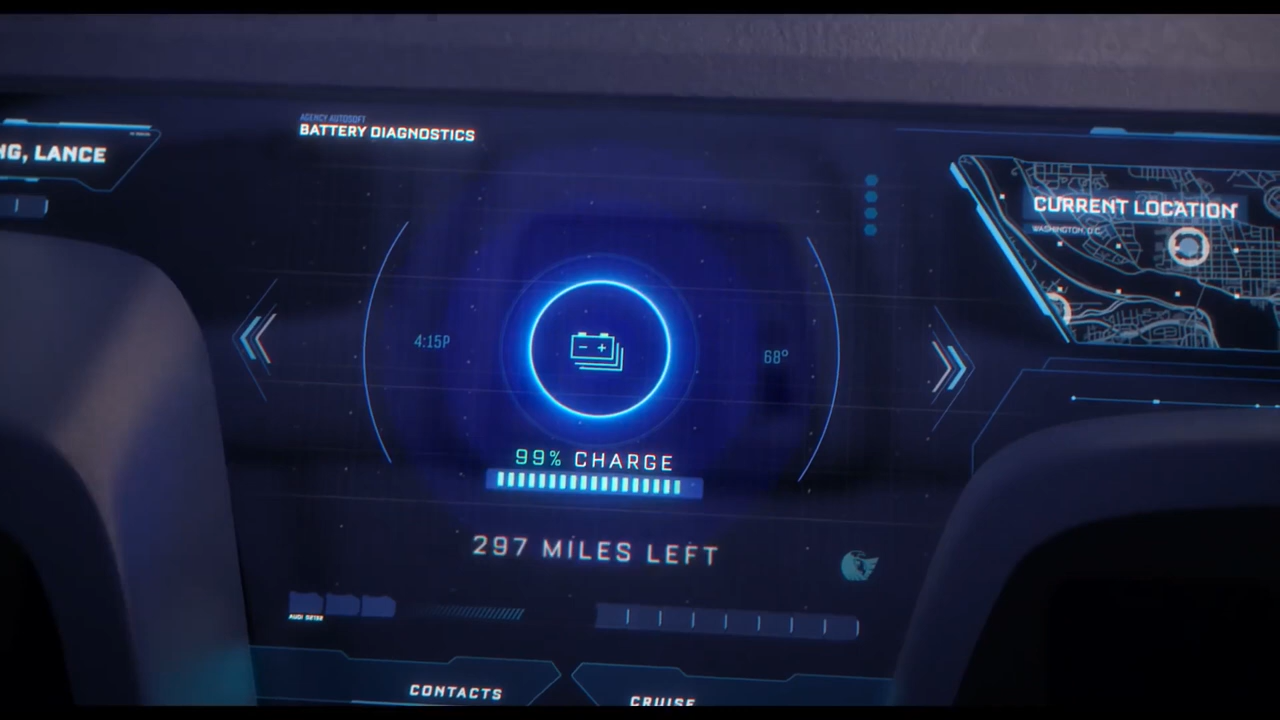 AGENCY AUTOSOFT
BATTERY DIAGNOSTICS
NG, LANCE
CURRENT LOCATION
WASHINGTON, D.C.
4:15P
68°
99% CHARGE
297 MILES LEFT
CONTACTS
CRUISE